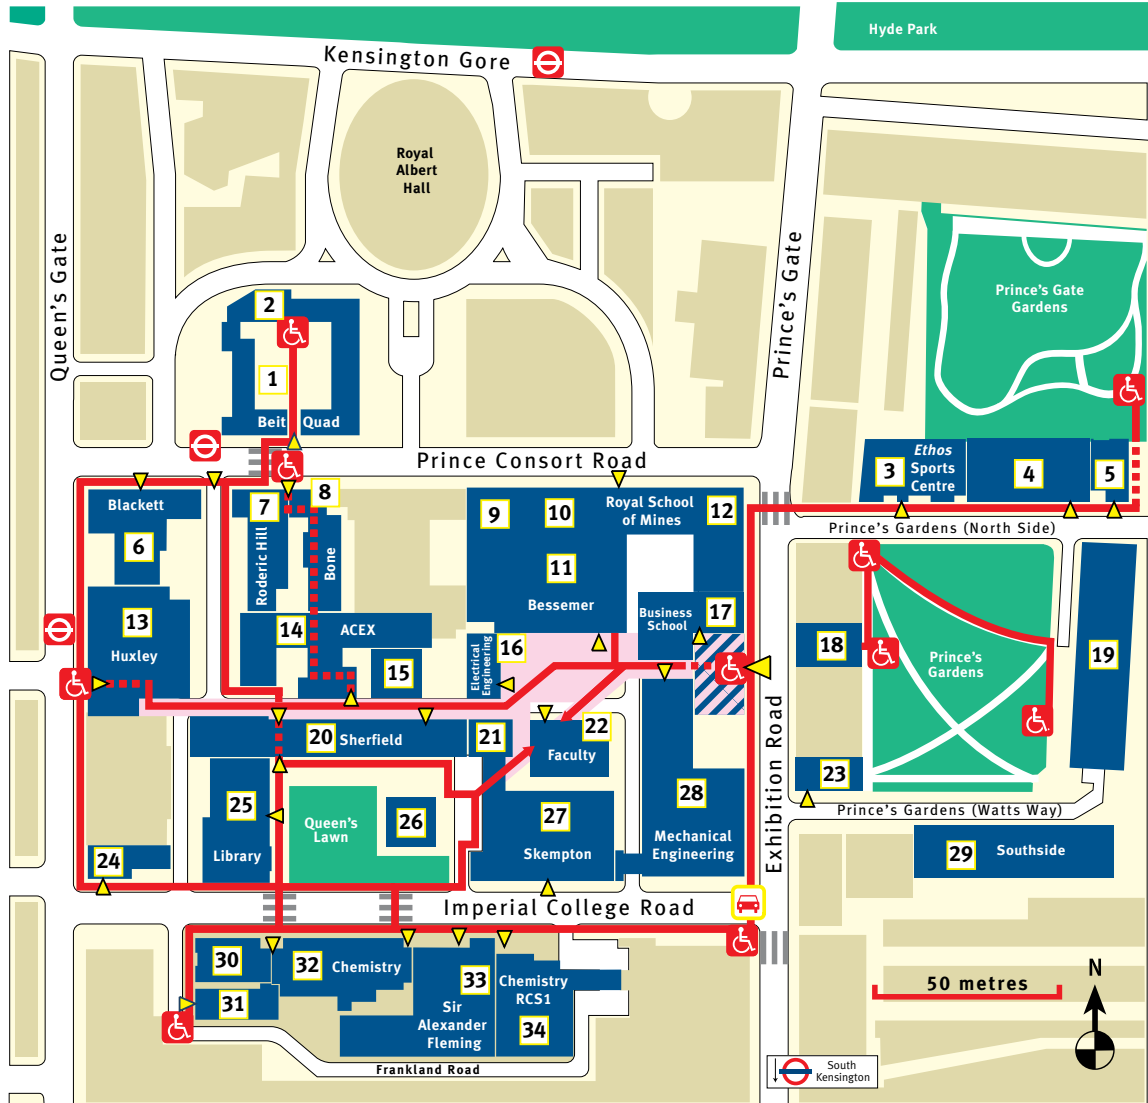 Hyde Park
Kensington Gore
Royal
Albert
Hall
Queen's Gate
Prince's Gate
Prince's Gate
Gardens
2
1
Beit Quad
Prince Consort Road
3
Ethos
Sports
Centre
4
5
Prince's Gardens (North Side)
Blackett
6
7
8
Roderic Hill
Bone
9
10
Royal School
of Mines
12
11
Bessemer
Business
School
17
13
Huxley
14
ACEX
15
Electrical
Engineering
16
18
Prince's
Gardens
19
20
Sherfield
21
22
Faculty
23
Prince's Gardens (Watts Way)
Exhibition Road
25
Library
Queen's
Lawn
26
27
Skempton
28
Mechanical
Engineering
24
29
Southside
Imperial College Road
30
31
32
Chemistry
33
Sir
Alexander
Fleming
Chemistry
RCS1
34
Frankland Road
50 metres
N
South
Kensington